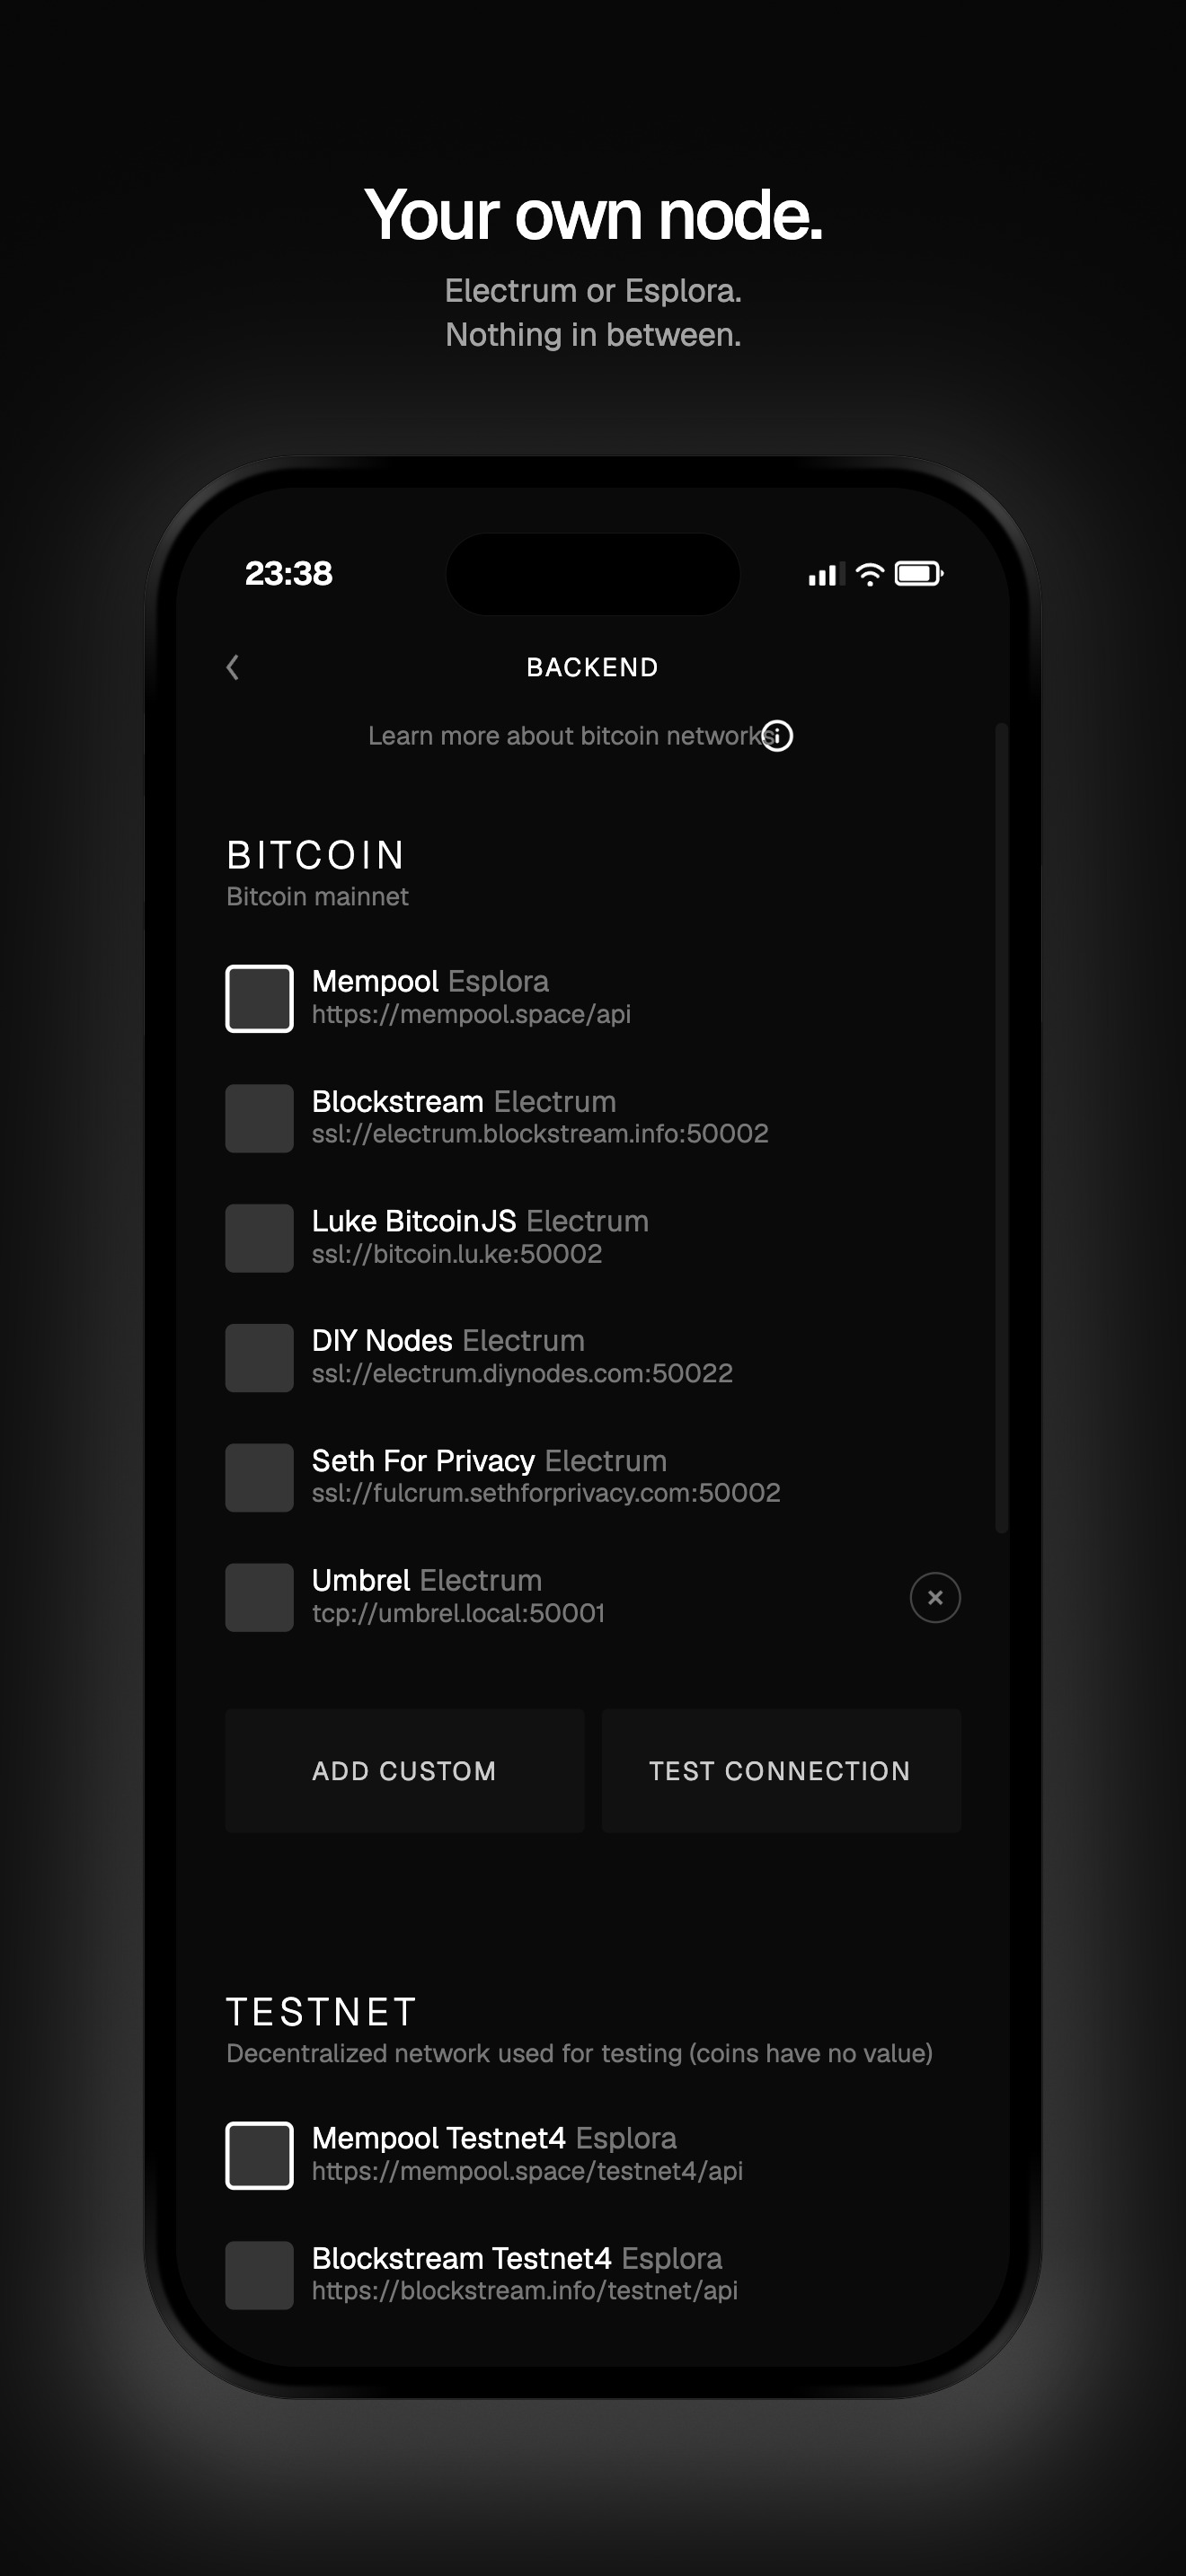 Your own node.
Electrum or Esplora.
Nothing in between.
23:38
BACKEND
Learn more about bitcoin networks
BITCOIN
Bitcoin mainnet
Mempool Esplora
https://mempool.space/api
Blockstream Electrum
ssl://electrum.blockstream.info:50002
Luke BitcoinJS Electrum
ssl://bitcoin.lu.ke:50002
DIY Nodes Electrum
ssl://electrum.diynodes.com:50022
Seth For Privacy Electrum
ssl://fulcrum.sethforprivacy.com:50002
Umbrel Electrum
tcp://umbrel.local:50001
ADD CUSTOM
TEST CONNECTION
TESTNET
Decentralized network used for testing (coins have no value)
Mempool Testnet4 Esplora
https://mempool.space/testnet4/api
Blockstream Testnet4 Esplora
https://blockstream.info/testnet/api